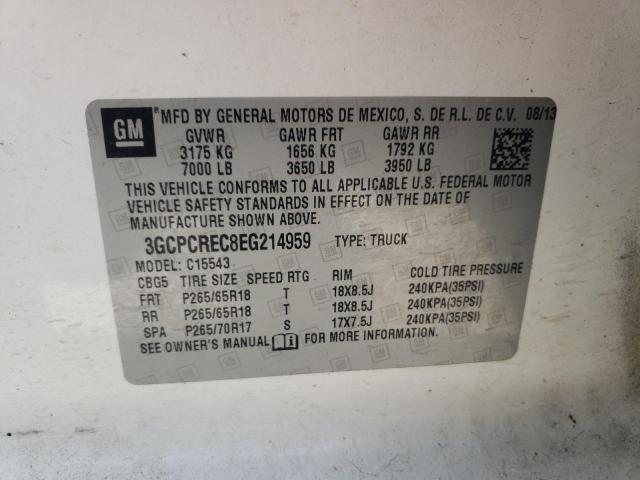 GM
MFD BY GENERAL MOTORS DE MEXICO, S. DE R.L. DE C.V. 08/13
GVWR GAWR FRT GAWR RR
3175 KG 1656 KG 1792 KG
7000 LB 3650 LB 3950 LB
THIS VEHICLE CONFORMS TO ALL APPLICABLE U.S. FEDERAL MOTOR
VEHICLE SAFETY STANDARDS IN EFFECT ON THE DATE OF
MANUFACTURE SHOWN ABOVE.
3GCPCREC8EG214959 TYPE: TRUCK
MODEL: C15543
CBG5 TIRE SIZE SPEED RTG RIM COLD TIRE PRESSURE
FRT P265/65R18 T 18X8.5J 240KPA(35PSI)
RR P265/65R18 T 18X8.5J 240KPA(35PSI)
SPA P265/70R17 S 17X7.5J 240KPA(35PSI)
SEE OWNER'S MANUAL FOR MORE INFORMATION.